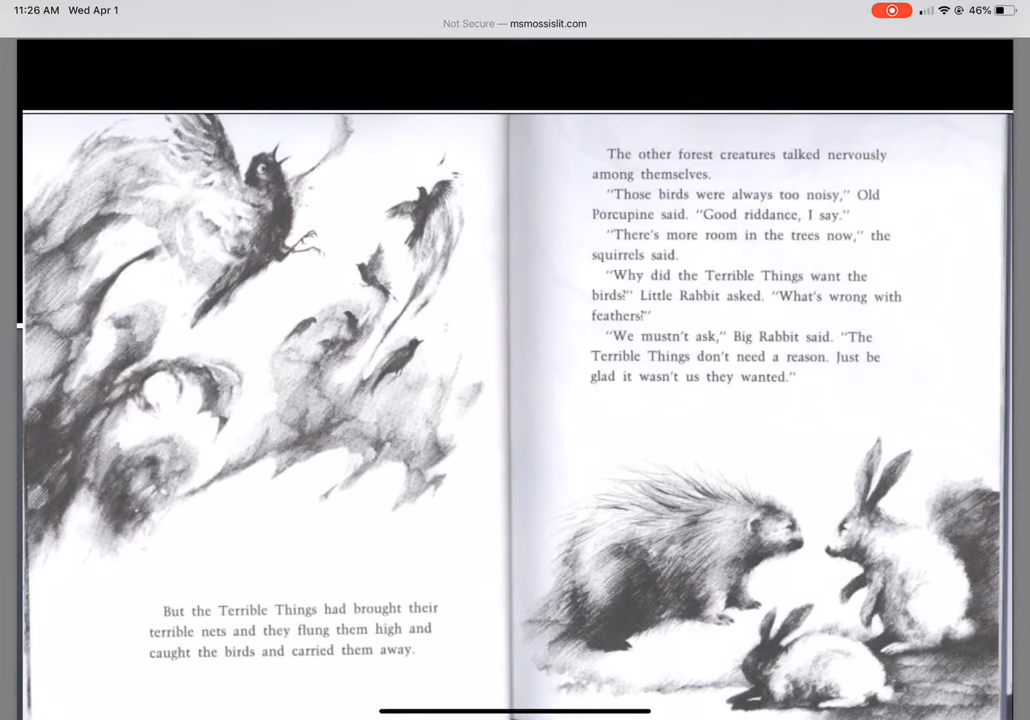 11:26 AM Wed Apr 1
46%
Not Secure — msmossislit.com
But the Terrible Things had brought their
terrible nets and they flung them high and
caught the birds and carried them away.
The other forest creatures talked nervously
among themselves.
“Those birds were always too noisy,” Old
Porcupine said. “Good riddance, I say.”
“There’s more room in the trees now,” the
squirrels said.
“Why did the Terrible Things want the
birds?” Little Rabbit asked. “What’s wrong with
feathers?”
“We mustn’t ask,” Big Rabbit said. “The
Terrible Things don’t need a reason. Just be
glad it wasn’t us they wanted.”